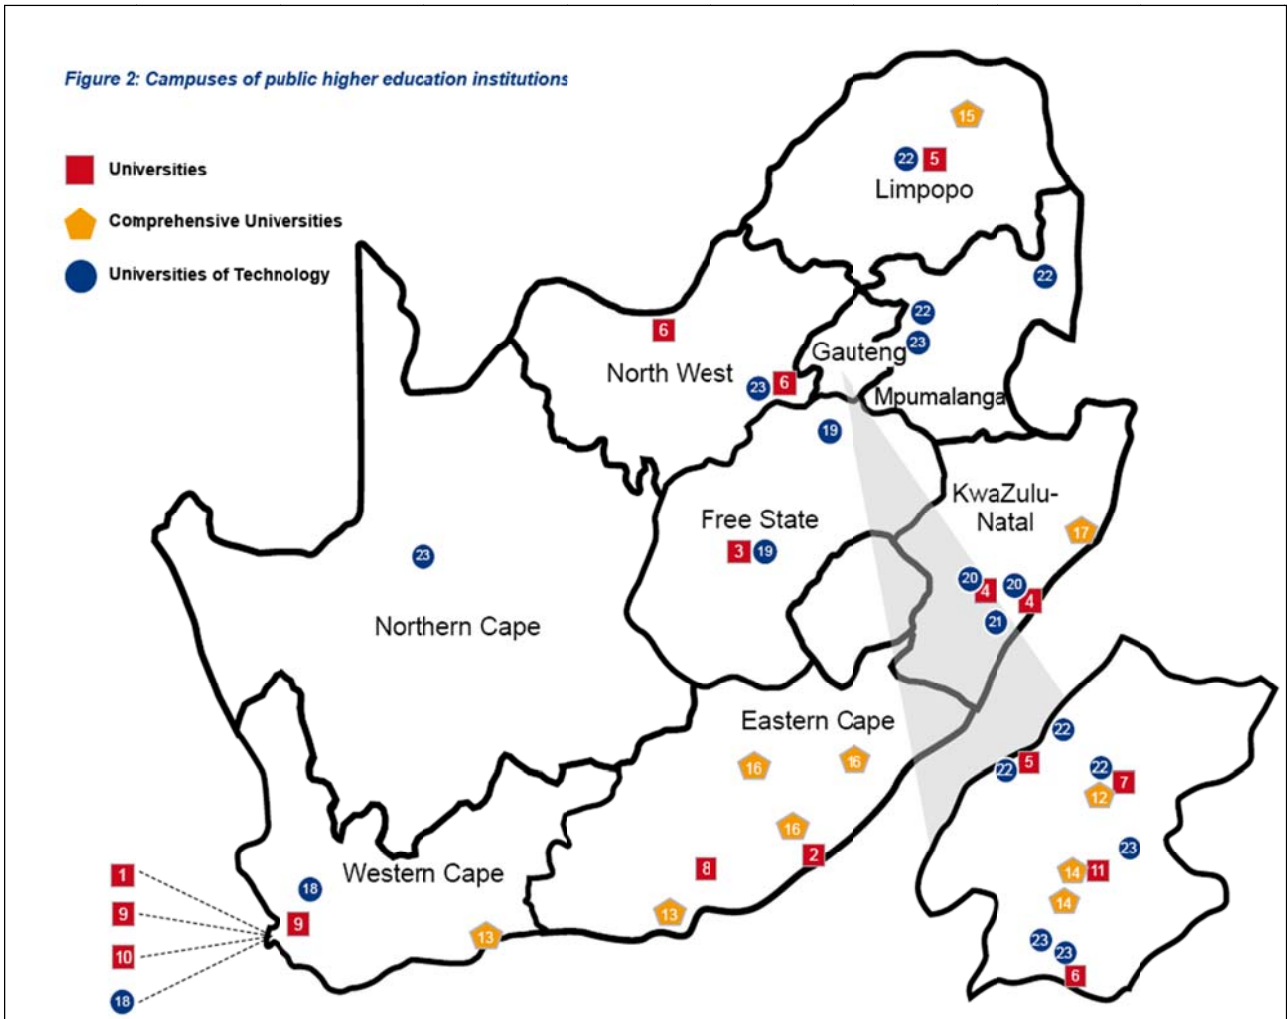 Figure 2: Campuses of public higher education institutions
Universities
Comprehensive Universities
Universities of Technology
15
22 5
Limpopo
22
22
6
23
Gauteng
North West
23 6
Mpumalanga
19
KwaZulu-
Natal
Free State
17
3 19
23
20 4 20 4
21
Northern Cape
Eastern Cape
16 16
16
2
8
13
Western Cape
18
9
13
1
9
10
18
22
22 5
22 7
12
23
14 11
14
23
23
6